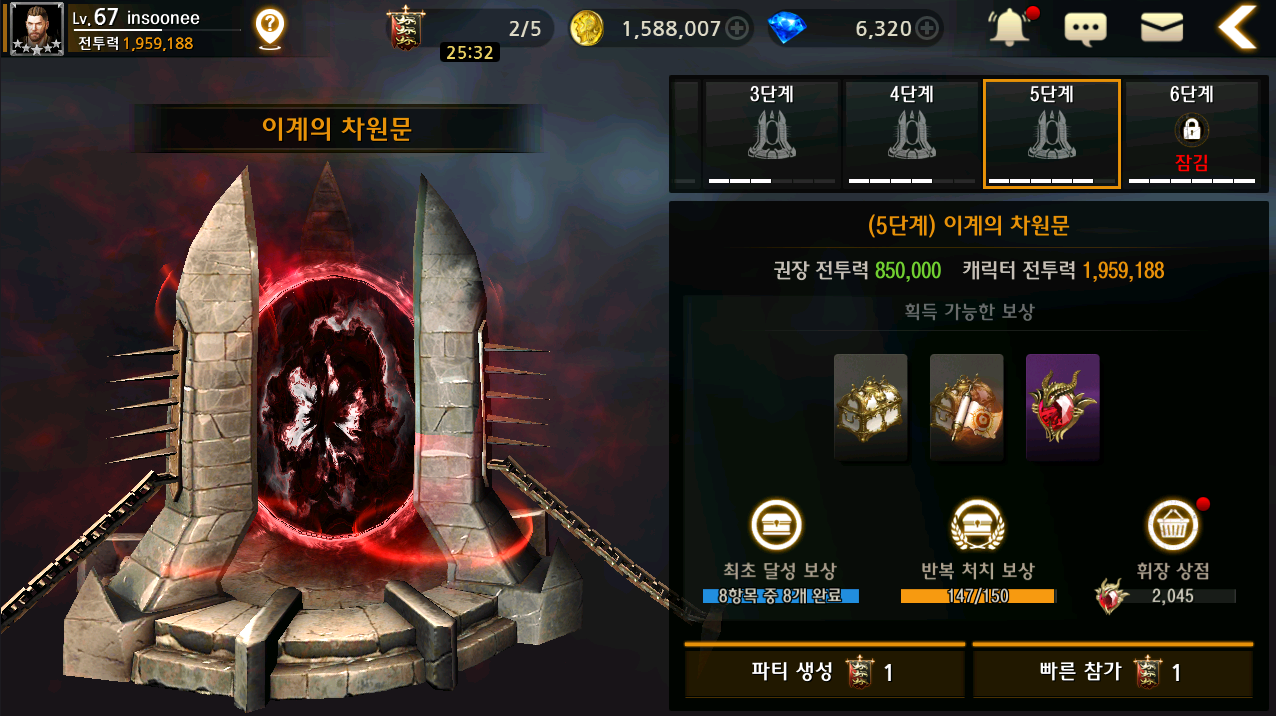 Lv.67 insoonee
전투력 1,959,188
2/5
25:32
1,588,007
6,320
이계의 차원문
3단계
4단계
5단계
6단계
잠김
(5단계) 이계의 차원문
권장 전투력 850,000 캐릭터 전투력 1,959,188
획득 가능한 보상
최초 달성 보상
반복 처치 보상
휘장 상점
8항목 중 8개 완료
147/150
2,045
파티 생성 1
빠른 참가 1